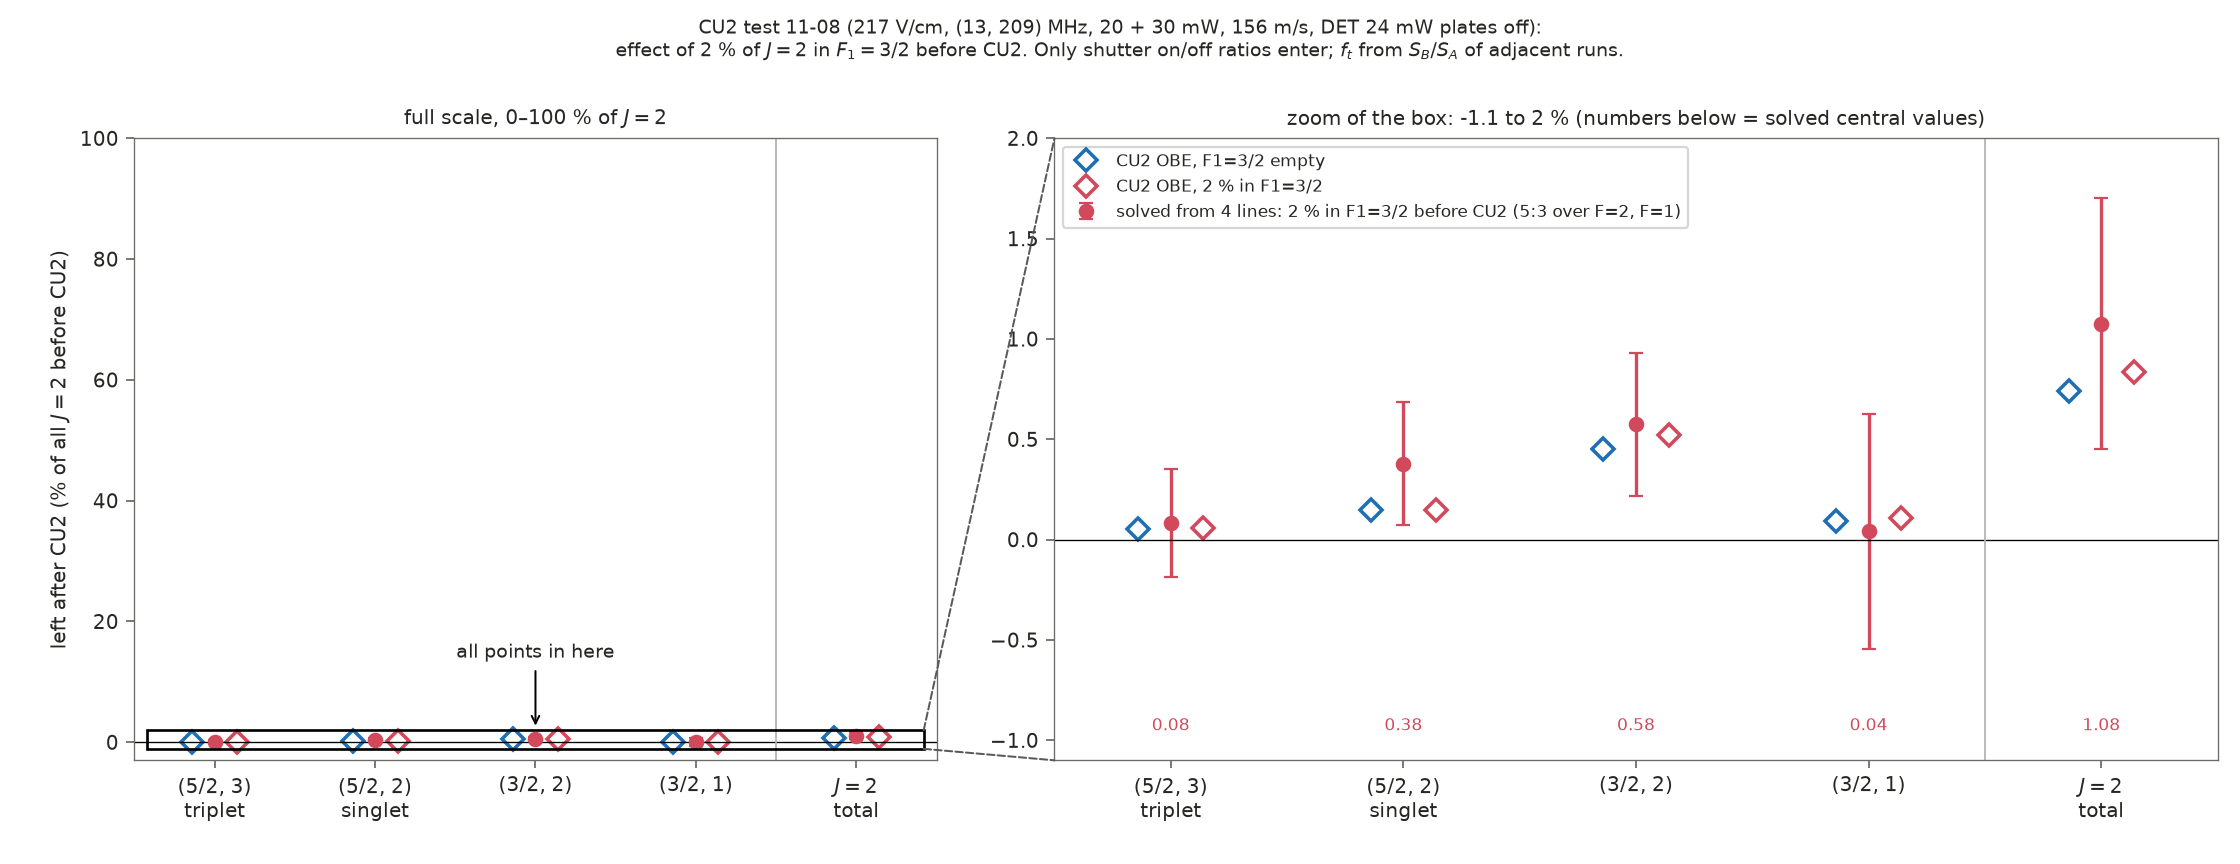 CU2 test 11-08 (217 V/cm, (13, 209) MHz, 20 + 30 mW, 156 m/s, DET 24 mW plates off):
effect of 2 % of J = 2 in F₁ = 3/2 before CU2. Only shutter on/off ratios enter; fₜ from S_B/S_A of adjacent runs.
full scale, 0–100 % of J = 2
left after CU2 (% of all J = 2 before CU2)
100
80
60
40
20
0
all points in here
(5/2, 3)
triplet
(5/2, 2)
singlet
(3/2, 2)
(3/2, 1)
J = 2
total
zoom of the box: -1.1 to 2 % (numbers below = solved central values)
2.0
1.5
1.0
0.5
0.0
−0.5
−1.0
CU2 OBE, F1=3/2 empty
CU2 OBE, 2 % in F1=3/2
solved from 4 lines: 2 % in F1=3/2 before CU2 (5:3 over F=2, F=1)
0.08
0.38
0.58
0.04
1.08
(5/2, 3)
triplet
(5/2, 2)
singlet
(3/2, 2)
(3/2, 1)
J = 2
total